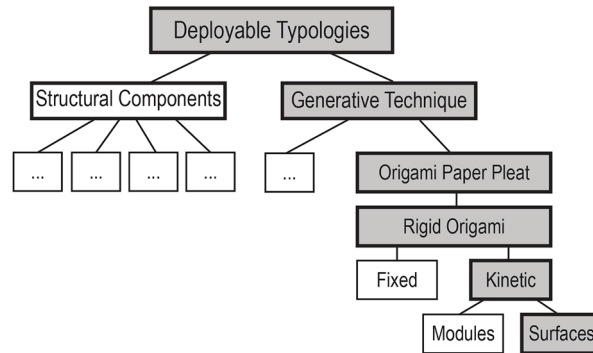 Deployable Typologies
Structural Components
Generative Technique
...
...
...
...
...
Origami Paper Pleat
Rigid Origami
Fixed
Kinetic
Modules
Surfaces